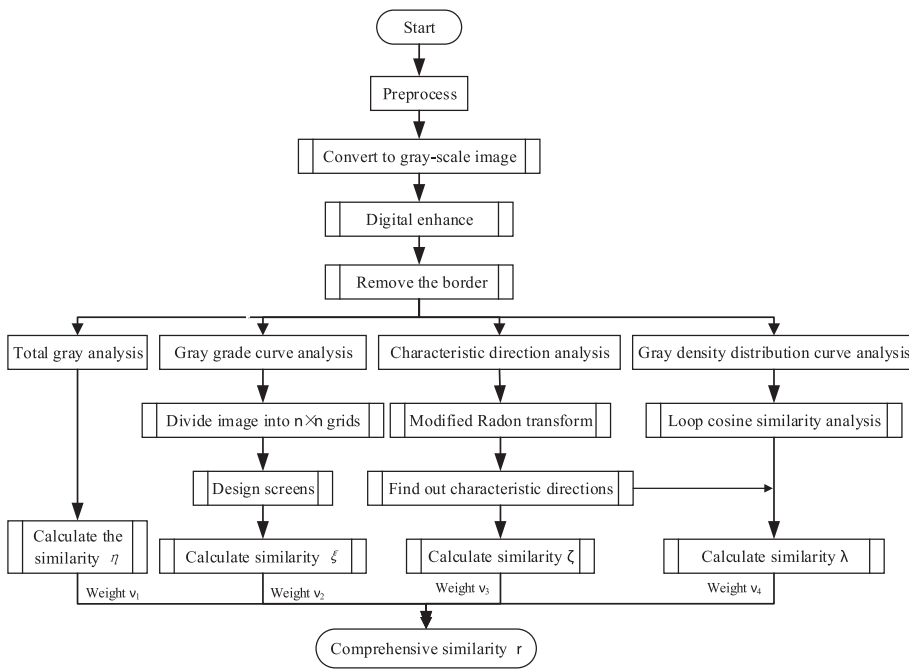 Start
Preprocess
Convert to gray-scale image
Digital enhance
Remove the border
Total gray analysis
Gray grade curve analysis
Characteristic direction analysis
Gray density distribution curve analysis
Divide image into n×n grids
Modified Radon transform
Loop cosine similarity analysis
Design screens
Find out characteristic directions
Calculate the
similarity η
Calculate similarity ξ
Calculate similarity ζ
Calculate similarity λ
Weight ν₁
Weight ν₂
Weight ν₃
Weight ν₄
Comprehensive similarity r